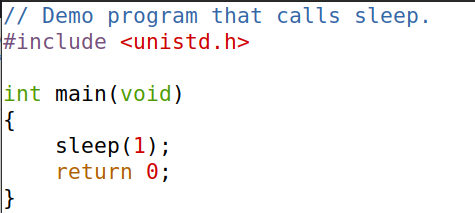 // Demo program that calls sleep.
#include <unistd.h>

int main(void)
{
    sleep(1);
    return 0;
}